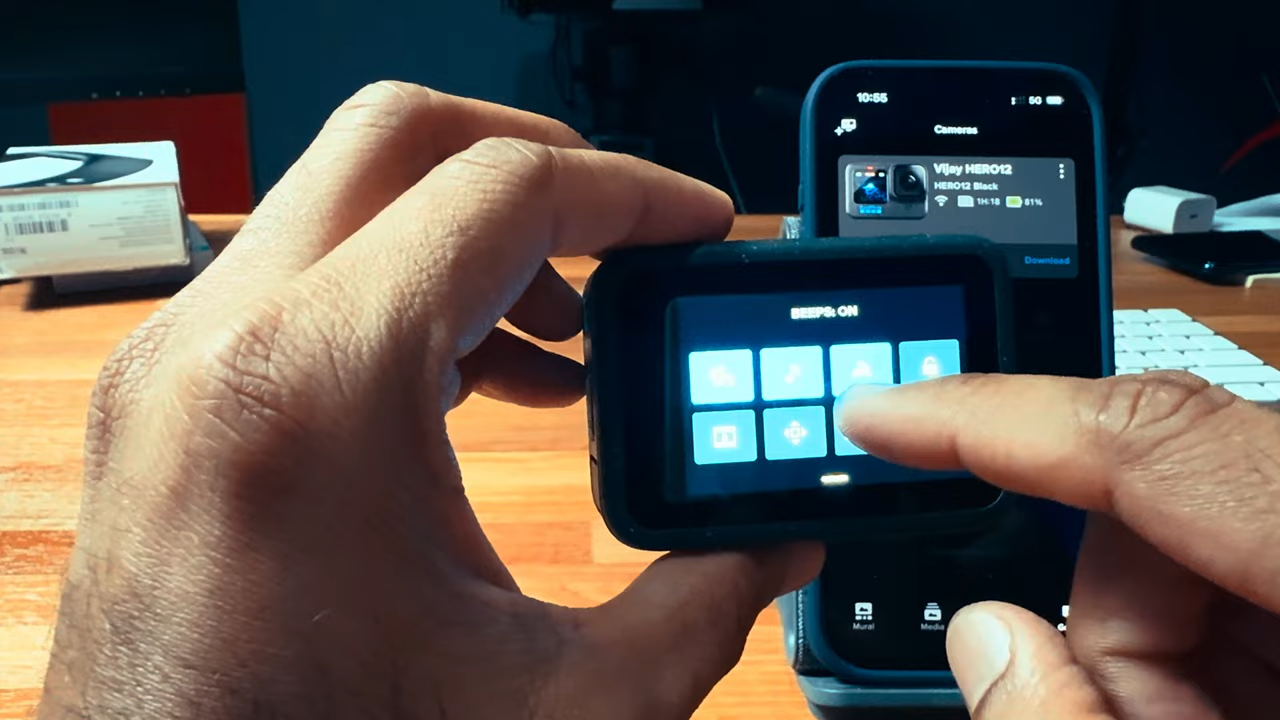 10:55
5G
Cameras
Vijay HERO12
HERO12 Black
1H:18
81%
Download
BEEPS: ON
Mural
Media